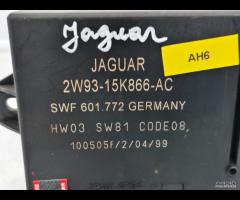 Jaguar
AH6
JAGUAR
2W93-15K866-AC
SWF 601.772 GERMANY
HW03 SW81 CODE08,
100505F/2/04/99